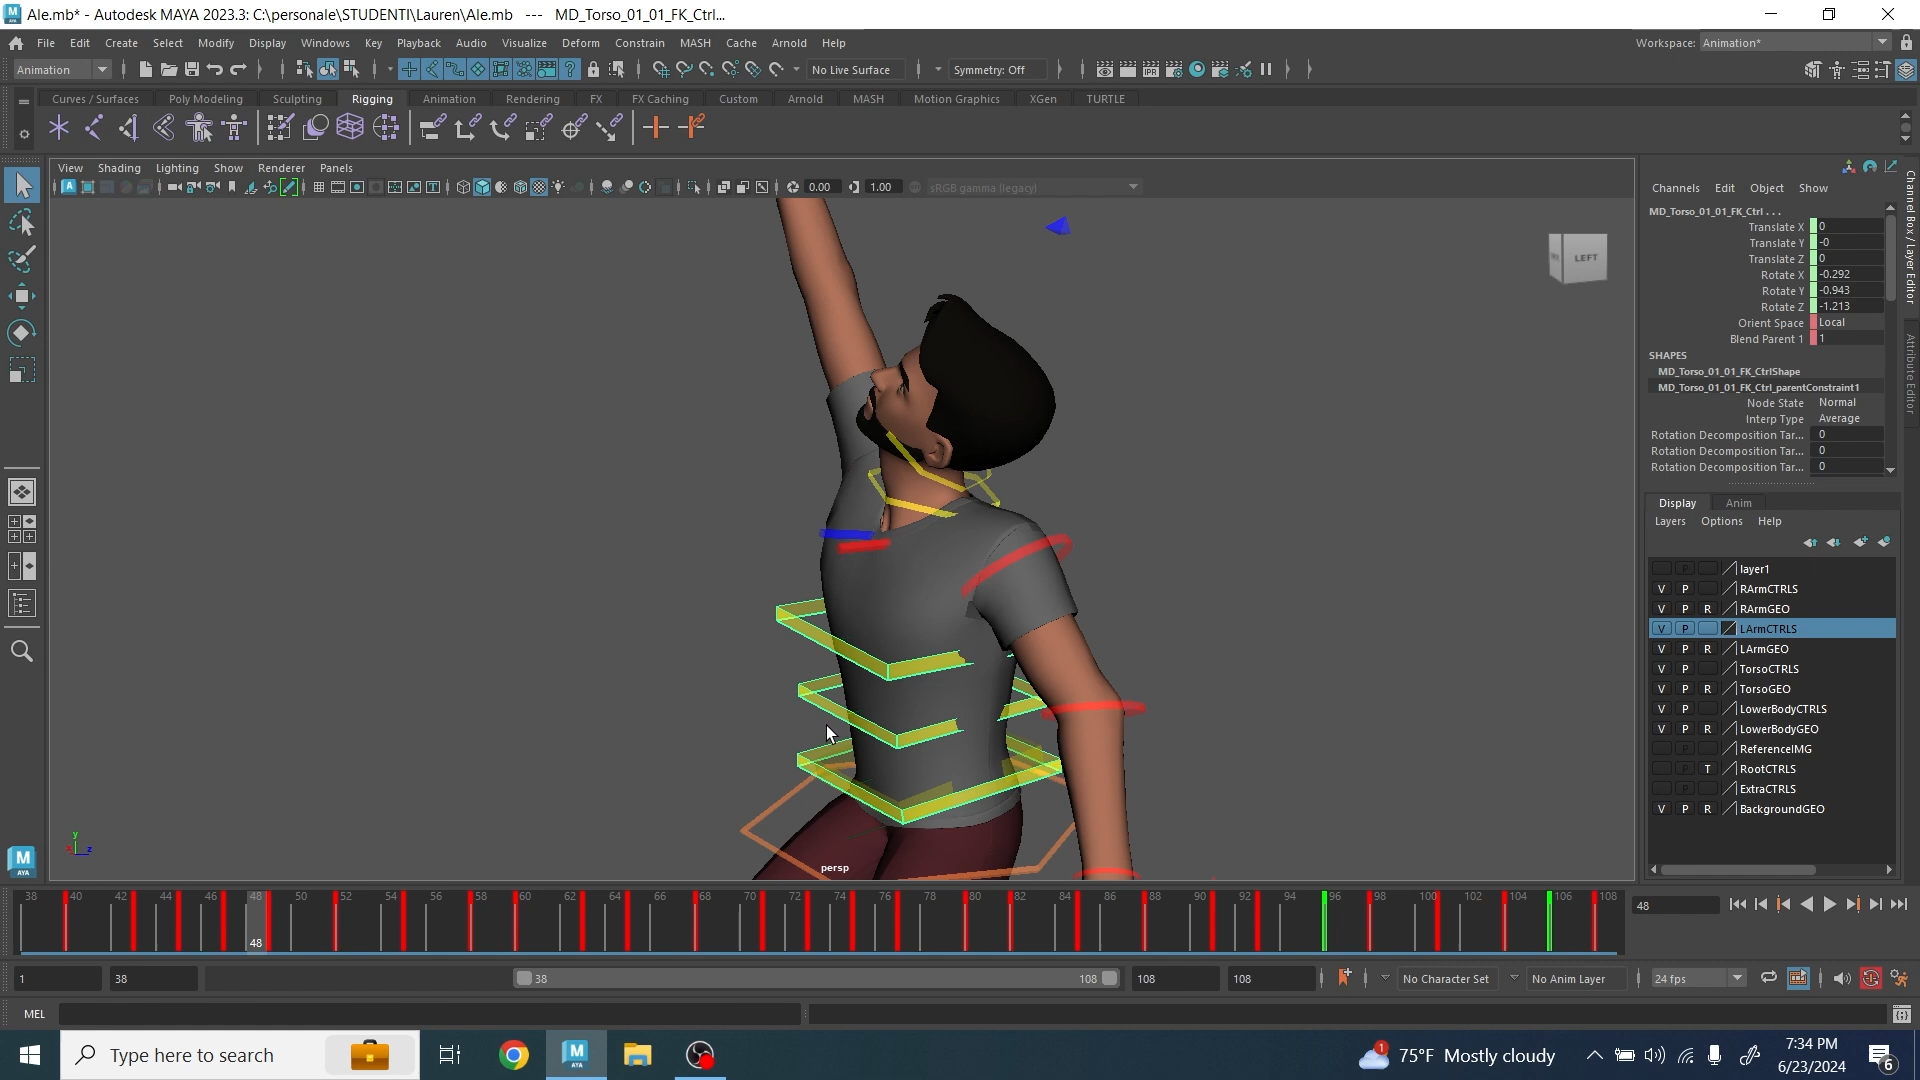 Ale.mb* - Autodesk MAYA 2023.3: C:\personale\STUDENTI\Lauren\Ale.mb   ---   MD_Torso_01_01_FK_Ctrl...
File Edit Create Select Modify Display Windows Key Playback Audio Visualize Deform Constrain MASH Cache Arnold Help
Workspace: Animation*
Animation
No Live Surface
Symmetry: Off
IPR
Curves / Surfaces Poly Modeling Sculpting Rigging Animation Rendering FX FX Caching Custom Arnold MASH Motion Graphics XGen TURTLE
View Shading Lighting Show Renderer Panels
0.00
1.00
sRGB gamma (legacy)
LEFT
persp
Channels Edit Object Show
MD_Torso_01_01_FK_Ctrl . . .
Translate X 0
Translate Y -0
Translate Z 0
Rotate X -0.292
Rotate Y -0.943
Rotate Z -1.213
Orient Space Local
Blend Parent 1 1
SHAPES
MD_Torso_01_01_FK_CtrlShape
MD_Torso_01_01_FK_Ctrl_parentConstraint1
Node State Normal
Interp Type Average
Rotation Decomposition Tar... 0
Rotation Decomposition Tar... 0
Rotation Decomposition Tar... 0
Channel Box / Layer Editor
Attribute Editor
Display Anim
Layers Options Help
P layer1
V P RArmCTRLS
V P R RArmGEO
V P LArmCTRLS
V P R LArmGEO
V P TorsoCTRLS
V P R TorsoGEO
V P LowerBodyCTRLS
V P R LowerBodyGEO
P ReferenceIMG
T RootCTRLS
P ExtraCTRLS
V P R BackgroundGEO
38 40 42 44 46 48 50 52 54 56 58 60 62 64 66 68 70 72 74 76 78 80 82 84 86 88 90 92 94 96 98 100 102 104 106 108
48
48
1
38
38
108
108
108
No Character Set
No Anim Layer
24 fps
MEL
Type here to search
75°F Mostly cloudy
7:34 PM
6/23/2024
6